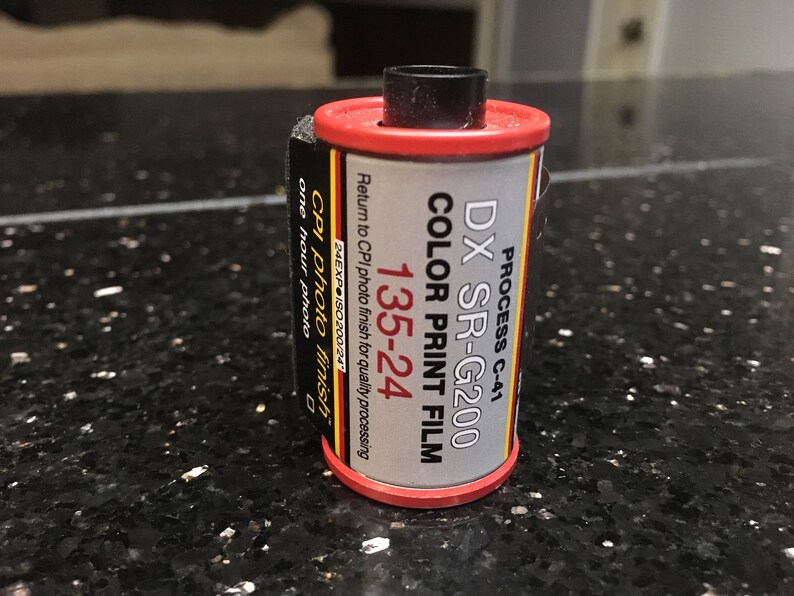 PROCESS C-41
DX SR-G200
COLOR PRINT FILM
135-24
Return to CPI photo finish for quality processing
24EXP●ISO200/24°
CPI photo finish™
one hour photo